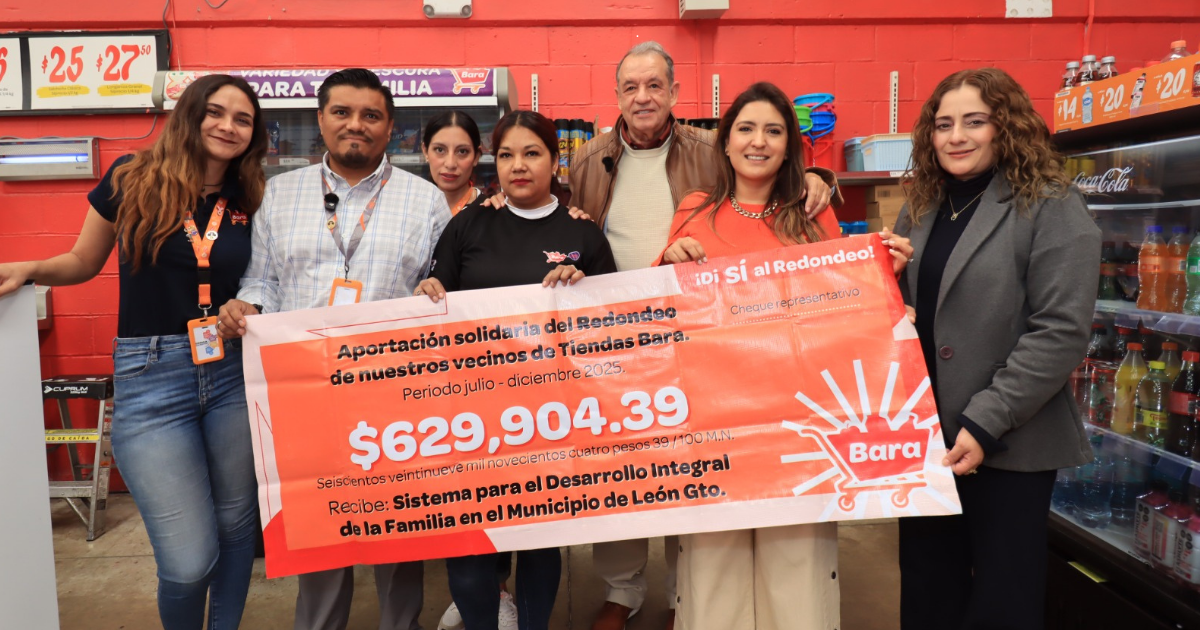 $25
$27.50
VARIEDAD
FRESCURA
PARA TU FAMILIA
Bara
$14
$20
$20
Coca-Cola
CUPRUM
¡Di SÍ al Redondeo!
Cheque representativo
Aportación solidaria del Redondeo
de nuestros vecinos de Tiendas Bara.
Periodo julio - diciembre 2025.
$629,904.39
Seiscientos veintinueve mil novecientos cuatro pesos 39 / 100 M.N.
Recibe: Sistema para el Desarrollo Integral
de la Familia en el Municipio de León Gto.
Bara